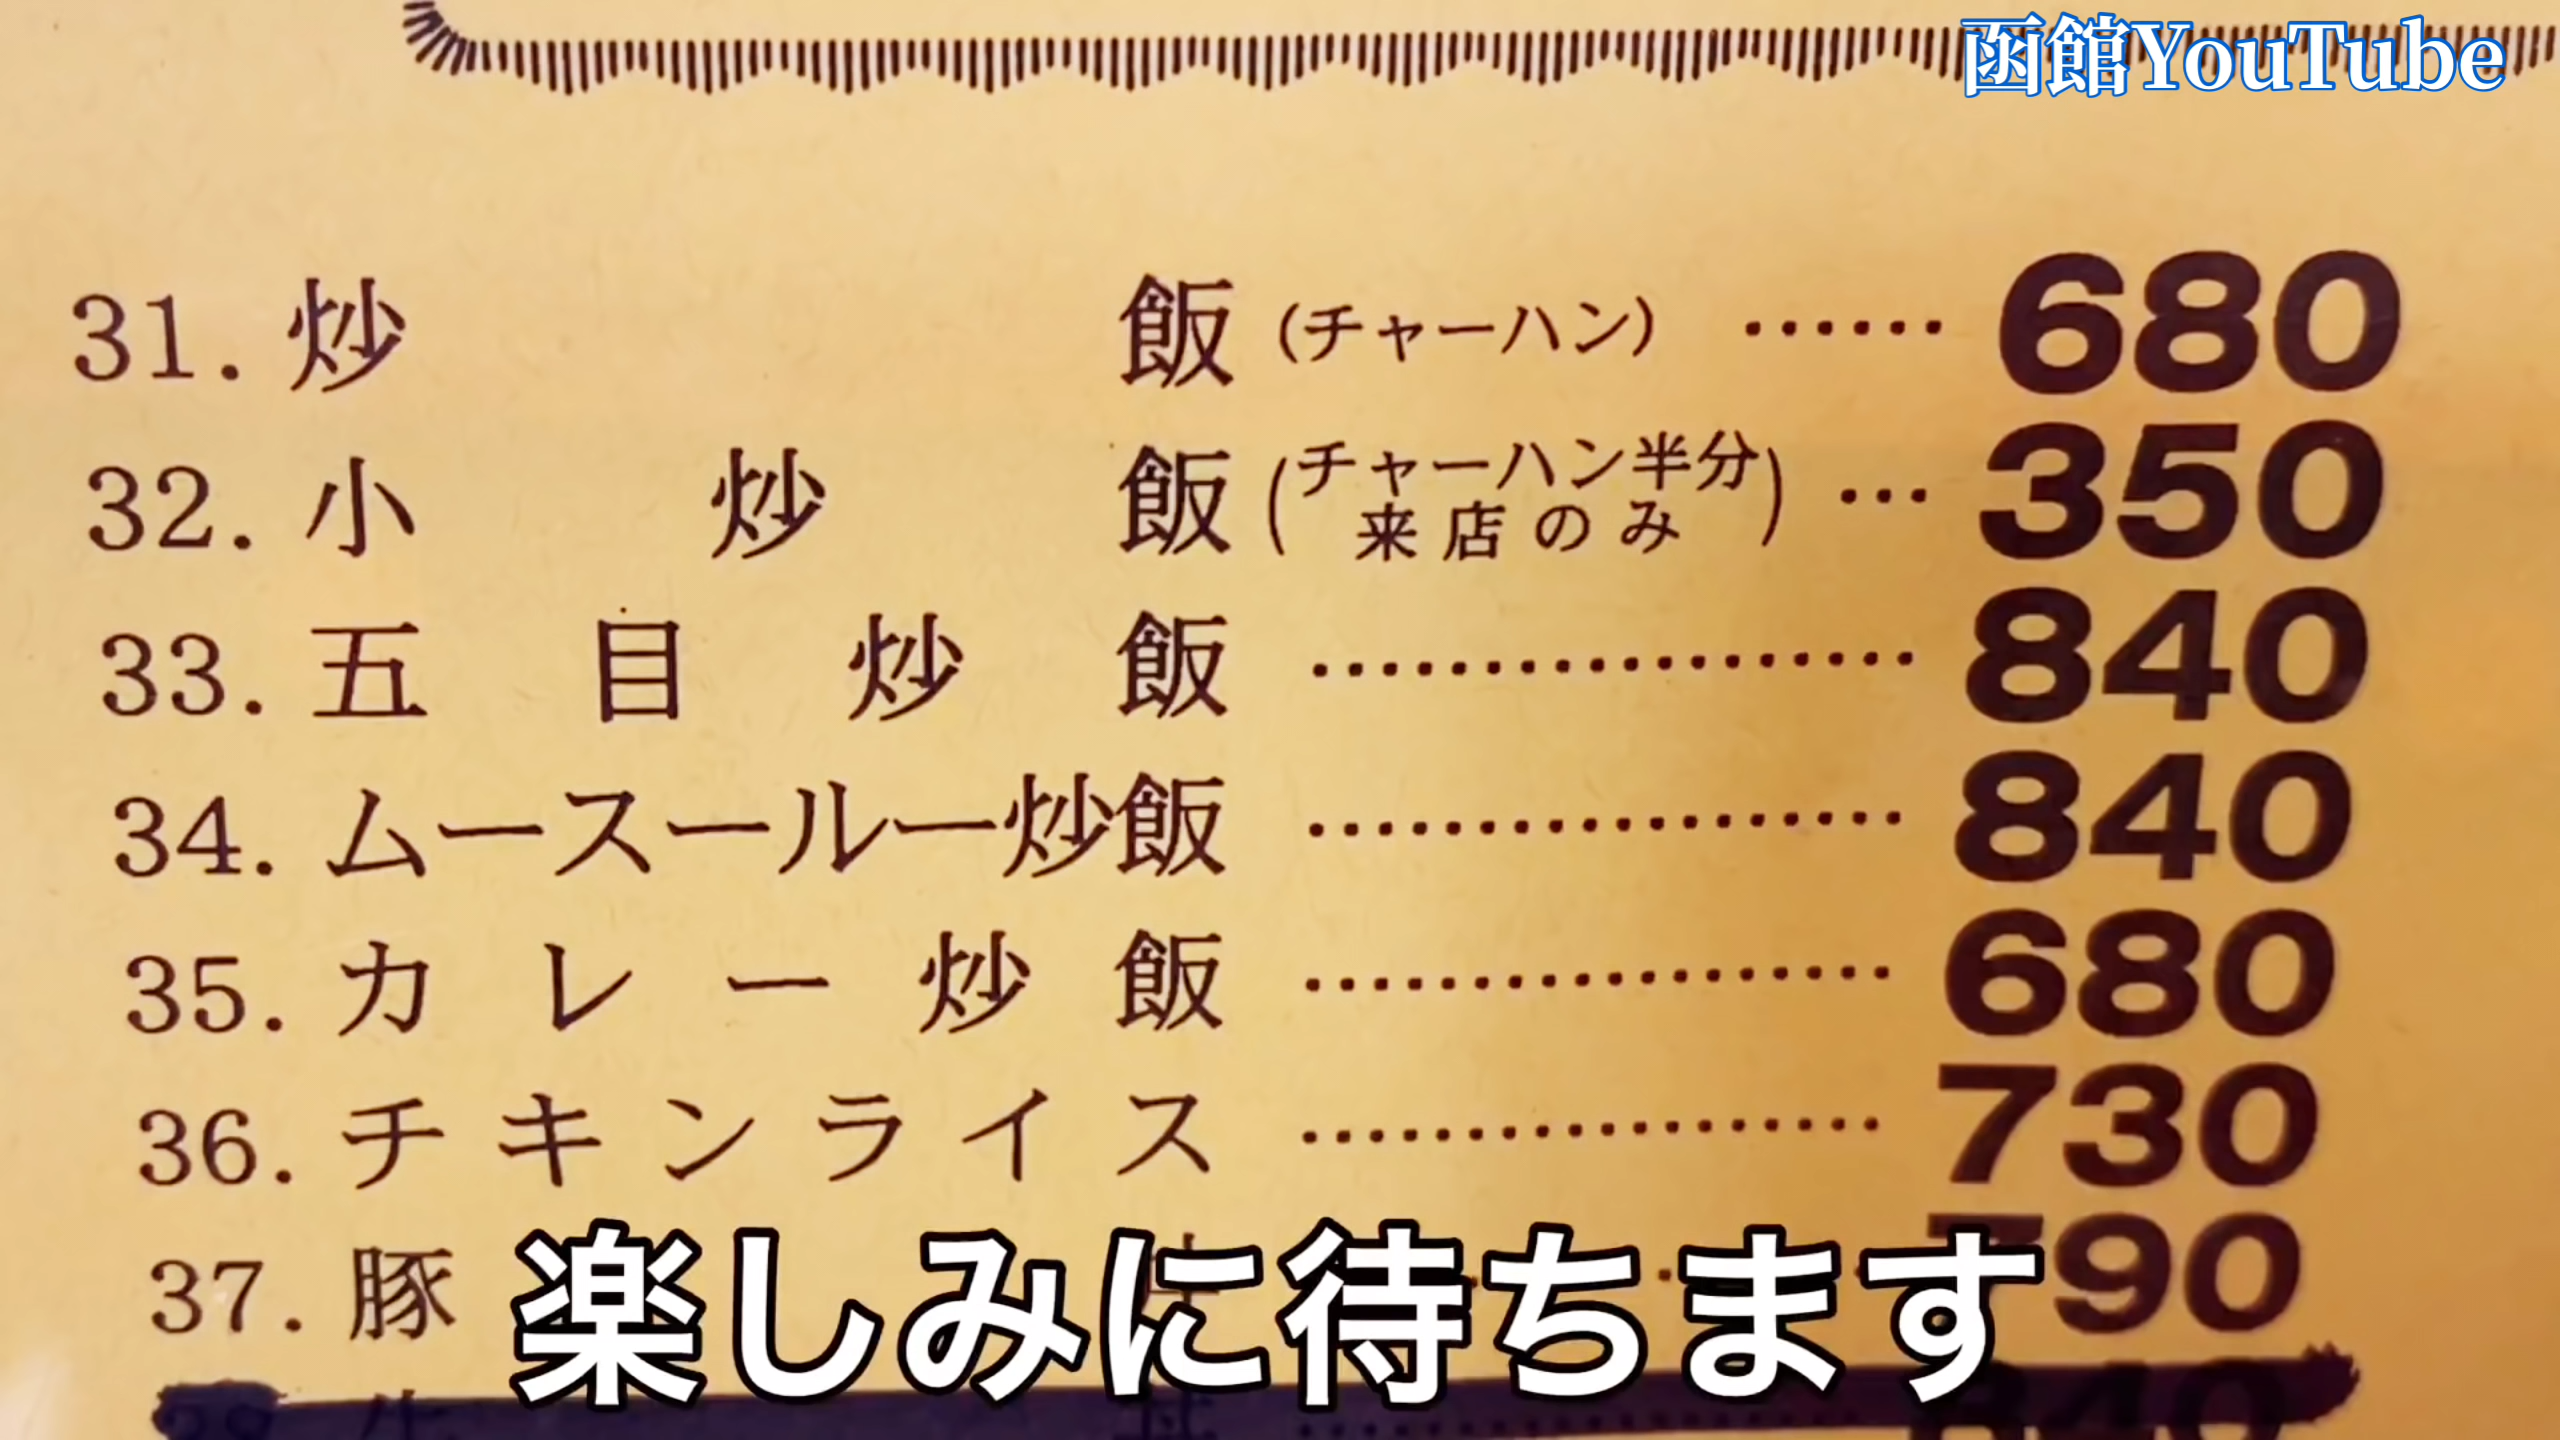 函館YouTube
31. 炒飯 (チャーハン) …… 680
32. 小炒飯 (チャーハン半分 来店のみ) … 350
33. 五目炒飯 …………… 840
34. ムースールー炒飯 …………… 840
35. カレー炒飯 …………… 680
36. チキンライス …………… 730
37. 豚丼 790
楽しみに待ちます